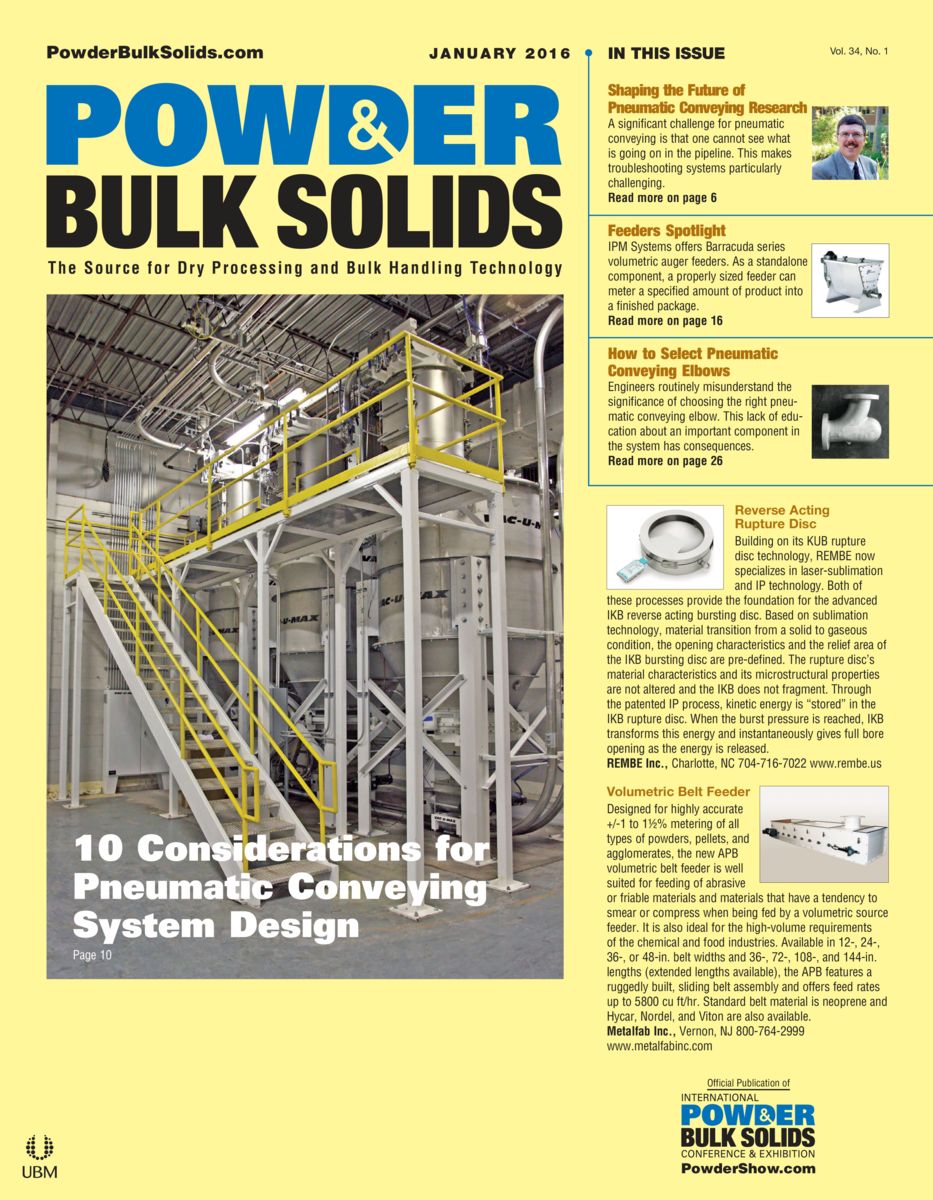 PowderBulkSolids.com
JANUARY 2016
POWDER &
BULK SOLIDS
The Source for Dry Processing and Bulk Handling Technology
VAC-U-MAX
10 Considerations for
Pneumatic Conveying
System Design
Page 10
IN THIS ISSUE
Vol. 34, No. 1
Shaping the Future of
Pneumatic Conveying Research
A significant challenge for pneumatic
conveying is that one cannot see what
is going on in the pipeline. This makes
troubleshooting systems particularly
challenging.
Read more on page 6
Feeders Spotlight
IPM Systems offers Barracuda series
volumetric auger feeders. As a standalone
component, a properly sized feeder can
meter a specified amount of product into
a finished package.
Read more on page 16
How to Select Pneumatic
Conveying Elbows
Engineers routinely misunderstand the
significance of choosing the right pneu-
matic conveying elbow. This lack of edu-
cation about an important component in
the system has consequences.
Read more on page 26
Reverse Acting
Rupture Disc
Building on its KUB rupture
disc technology, REMBE now
specializes in laser-sublimation
and IP technology. Both of
these processes provide the foundation for the advanced
IKB reverse acting bursting disc. Based on sublimation
technology, material transition from a solid to gaseous
condition, the opening characteristics and the relief area of
the IKB bursting disc are pre-defined. The rupture disc's
material characteristics and its microstructural properties
are not altered and the IKB does not fragment. Through
the patented IP process, kinetic energy is “stored” in the
IKB rupture disc. When the burst pressure is reached, IKB
transforms this energy and instantaneously gives full bore
opening as the energy is released.
REMBE Inc., Charlotte, NC 704-716-7022 www.rembe.us
Volumetric Belt Feeder
Designed for highly accurate
+/-1 to 1½% metering of all
types of powders, pellets, and
agglomerates, the new APB
volumetric belt feeder is well
suited for feeding of abrasive
or friable materials and materials that have a tendency to
smear or compress when being fed by a volumetric source
feeder. It is also ideal for the high-volume requirements
of the chemical and food industries. Available in 12-, 24-,
36-, or 48-in. belt widths and 36-, 72-, 108-, and 144-in.
lengths (extended lengths available), the APB features a
ruggedly built, sliding belt assembly and offers feed rates
up to 5800 cu ft/hr. Standard belt material is neoprene and
Hycar, Nordel, and Viton are also available.
Metalfab Inc., Vernon, NJ 800-764-2999
www.metalfabinc.com
Official Publication of
INTERNATIONAL
POWDER &
BULK SOLIDS
CONFERENCE & EXHIBITION
PowderShow.com
UBM